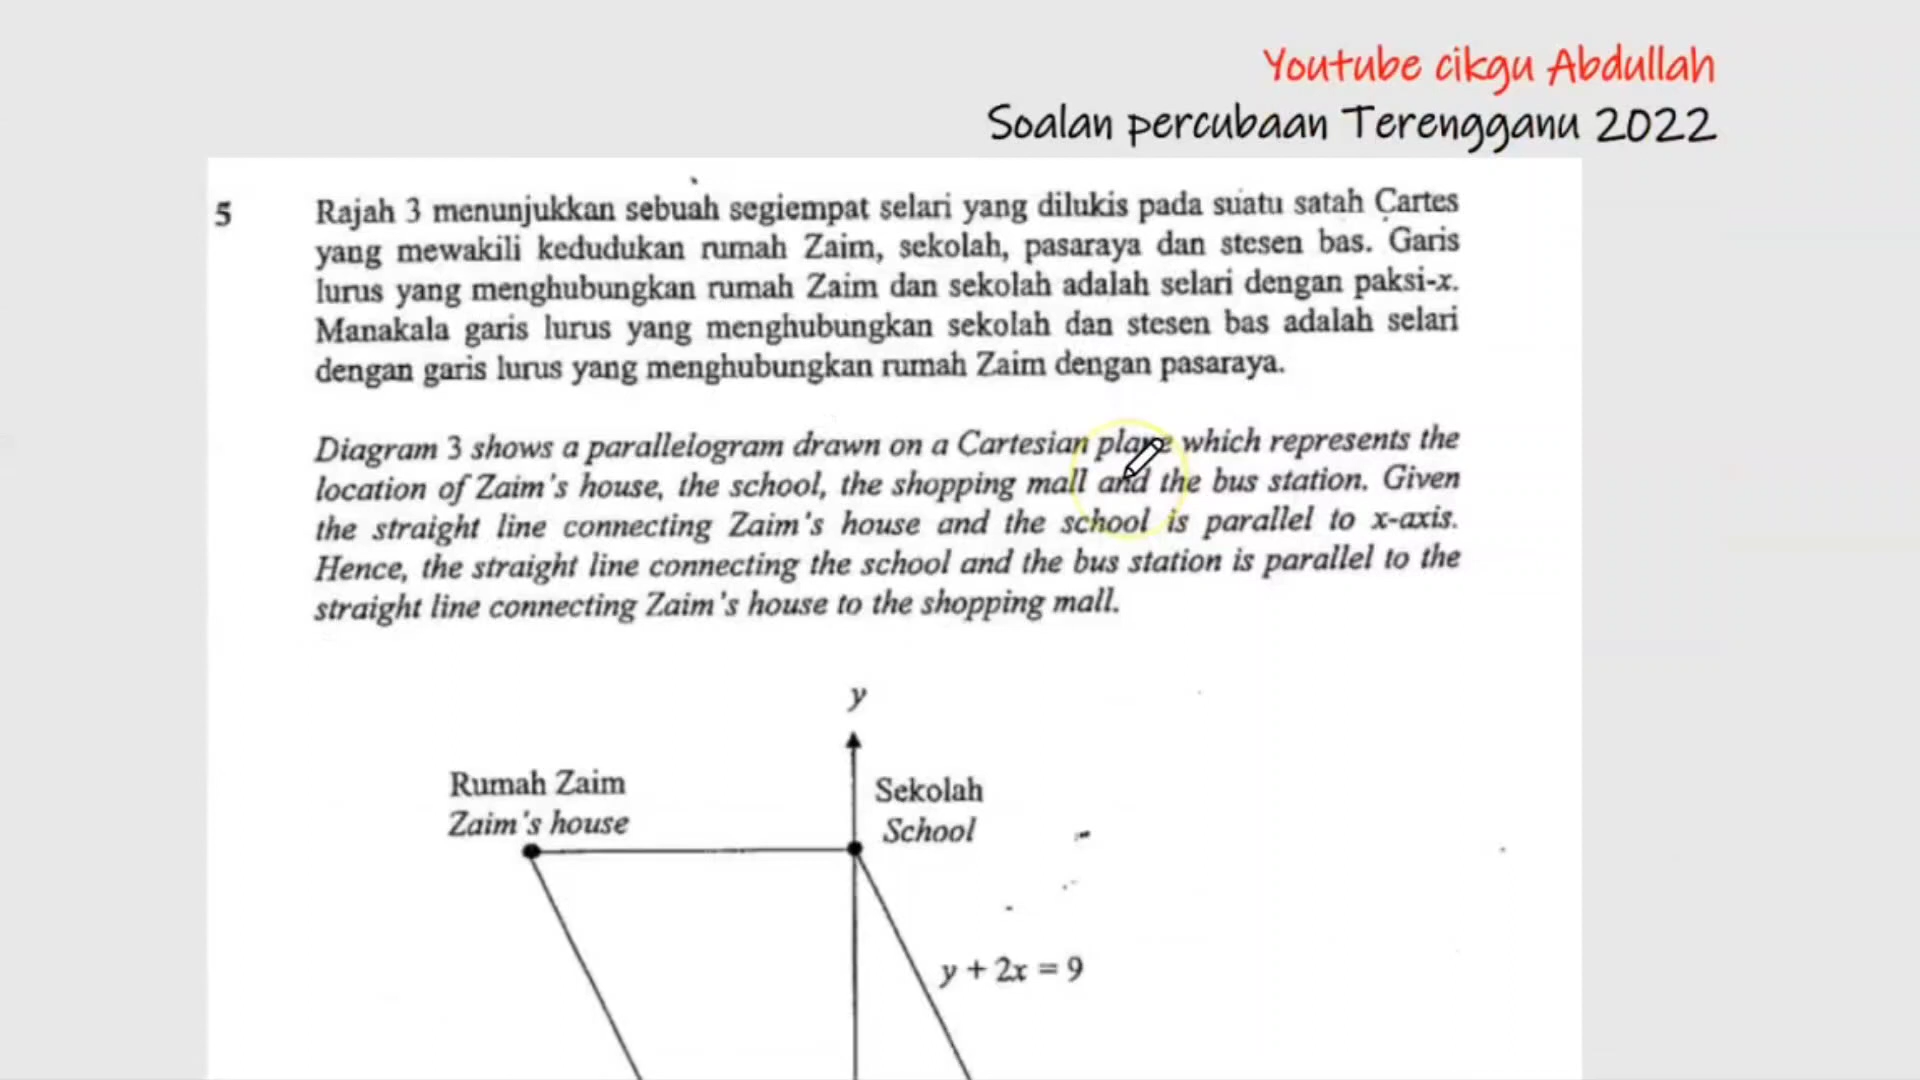 Youtube cikgu Abdullah
Soalan percubaan Terengganu 2022
5 Rajah 3 menunjukkan sebuah segiempat selari yang dilukis pada suatu satah Cartes
yang mewakili kedudukan rumah Zaim, sekolah, pasaraya dan stesen bas. Garis
lurus yang menghubungkan rumah Zaim dan sekolah adalah selari dengan paksi-x.
Manakala garis lurus yang menghubungkan sekolah dan stesen bas adalah selari
dengan garis lurus yang menghubungkan rumah Zaim dengan pasaraya.
Diagram 3 shows a parallelogram drawn on a Cartesian plane which represents the
location of Zaim's house, the school, the shopping mall and the bus station. Given
the straight line connecting Zaim's house and the school is parallel to x-axis.
Hence, the straight line connecting the school and the bus station is parallel to the
straight line connecting Zaim's house to the shopping mall.
y
Rumah Zaim
Zaim's house
Sekolah
School
y + 2x = 9